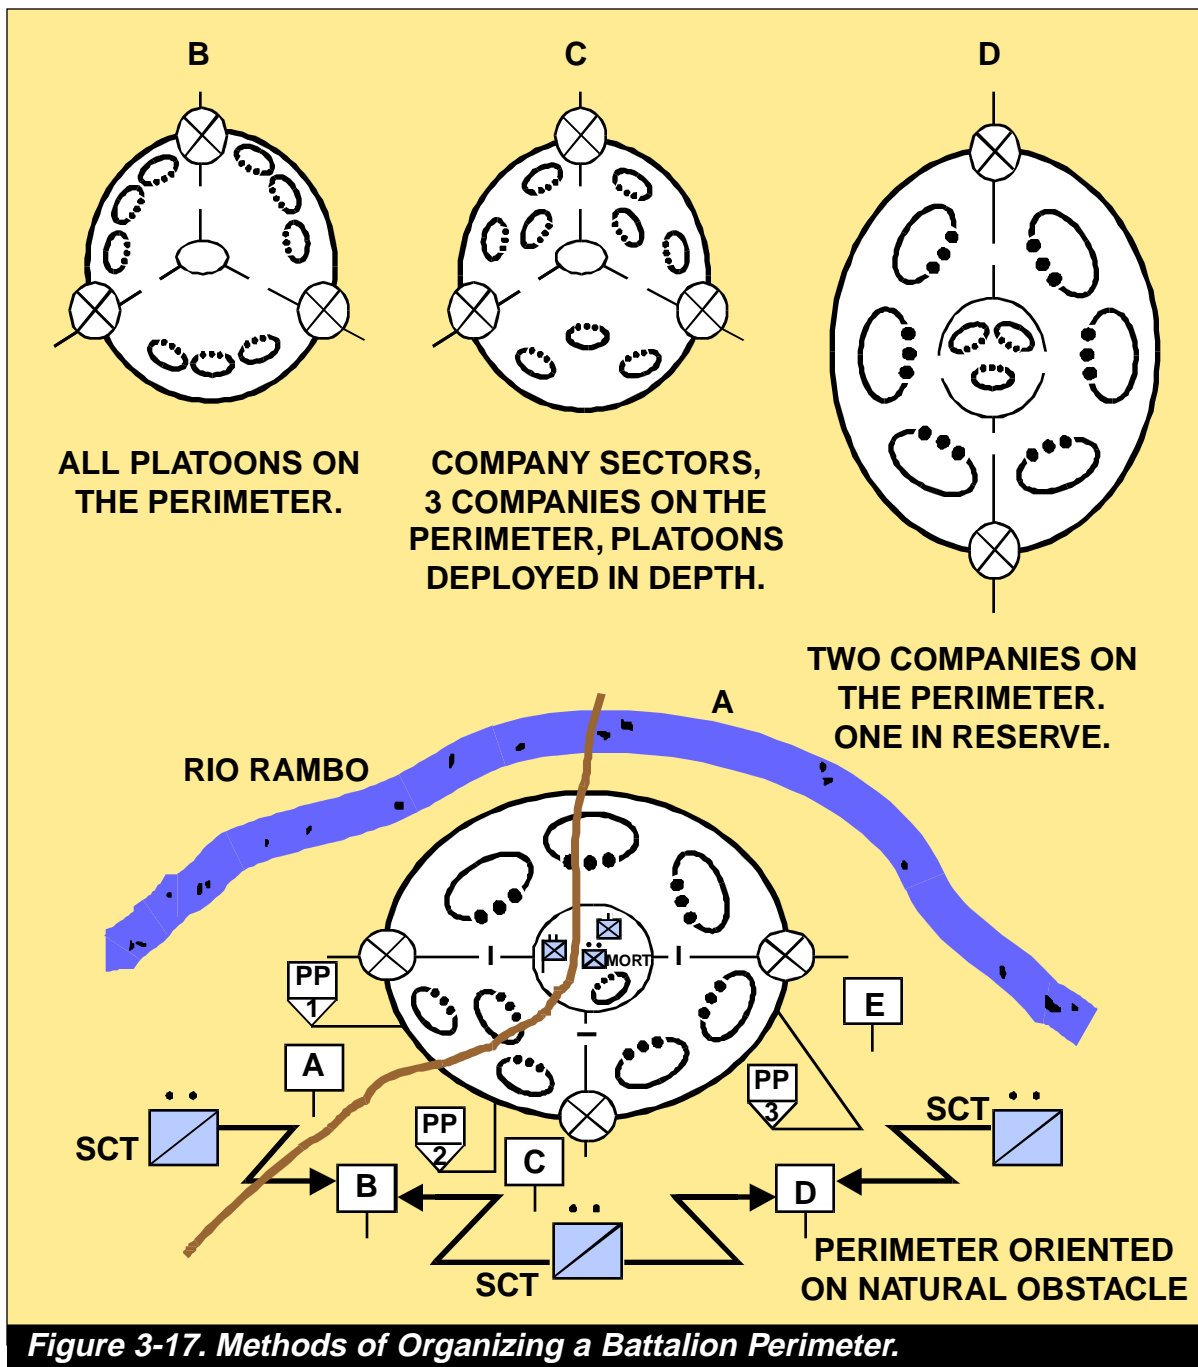 B
C
D
ALL PLATOONS ON
THE PERIMETER.
COMPANY SECTORS,
3 COMPANIES ON THE
PERIMETER, PLATOONS
DEPLOYED IN DEPTH.
TWO COMPANIES ON
THE PERIMETER.
ONE IN RESERVE.
A
RIO RAMBO
MORT
PP
1
E
A
PP
2
PP
3
C
SCT
SCT
B
D
SCT
PERIMETER ORIENTED
ON NATURAL OBSTACLE
Figure 3-17. Methods of Organizing a Battalion Perimeter.